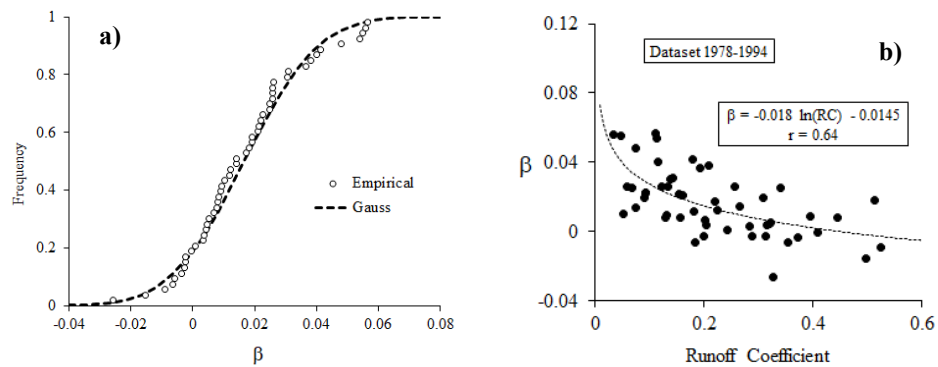 a)
1
0.8
0.6
0.4
0.2
0
Frequency
Empirical
Gauss
-0.04 -0.02 0 0.02 0.04 0.06 0.08
β
b)
0.12
0.08
0.04
0
-0.04
β
Dataset 1978-1994
β = -0.018 ln(RC) - 0.0145
r = 0.64
0 0.2 0.4 0.6
Runoff Coefficient